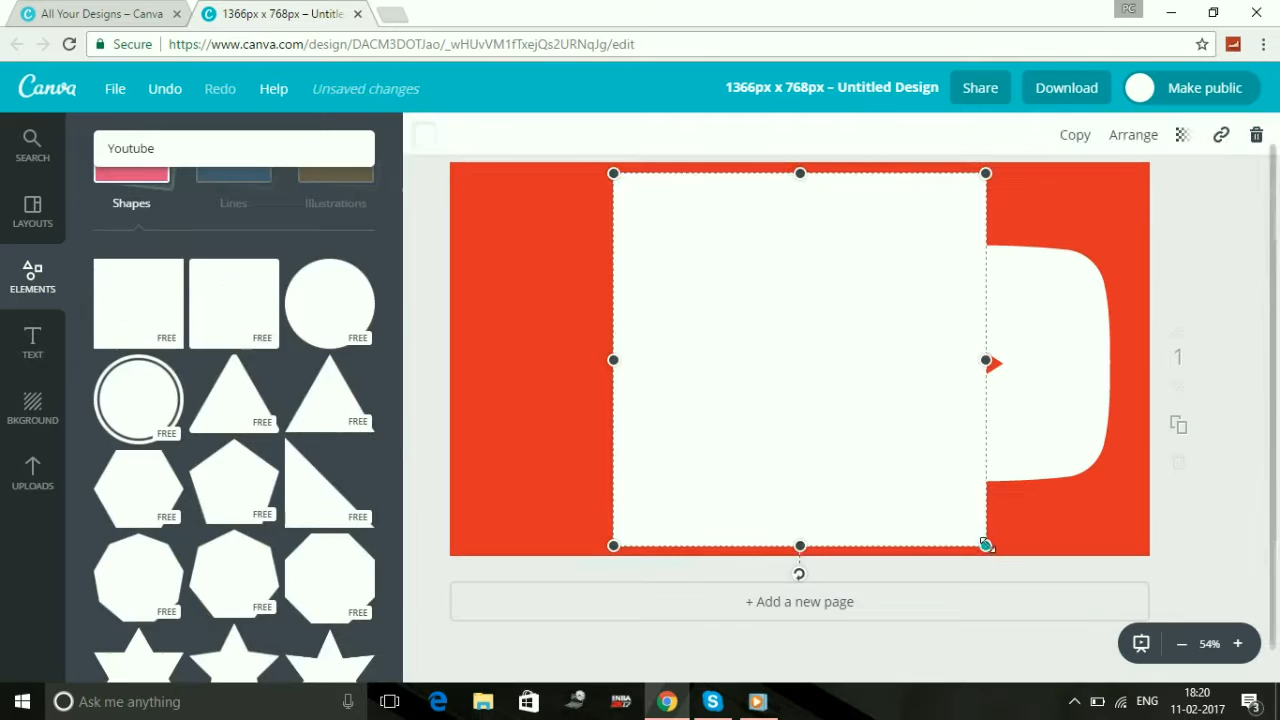 All Your Designs – Canva
1366px x 768px – Untitle
PC
Secure
https://www.canva.com/design/DACM3DOTJao/_wHUvVM1fTxejQs2URNqJg/edit
Canva
File
Undo
Redo
Help
Unsaved changes
1366px x 768px – Untitled Design
Share
Download
Make public
Copy
Arrange
SEARCH
LAYOUTS
ELEMENTS
TEXT
BKGROUND
UPLOADS
Youtube
Shapes
Lines
Illustrations
FREE
FREE
FREE
FREE
FREE
FREE
FREE
FREE
FREE
FREE
FREE
FREE
1
+ Add a new page
54%
Ask me anything
ENG
18:20
11-02-2017
3